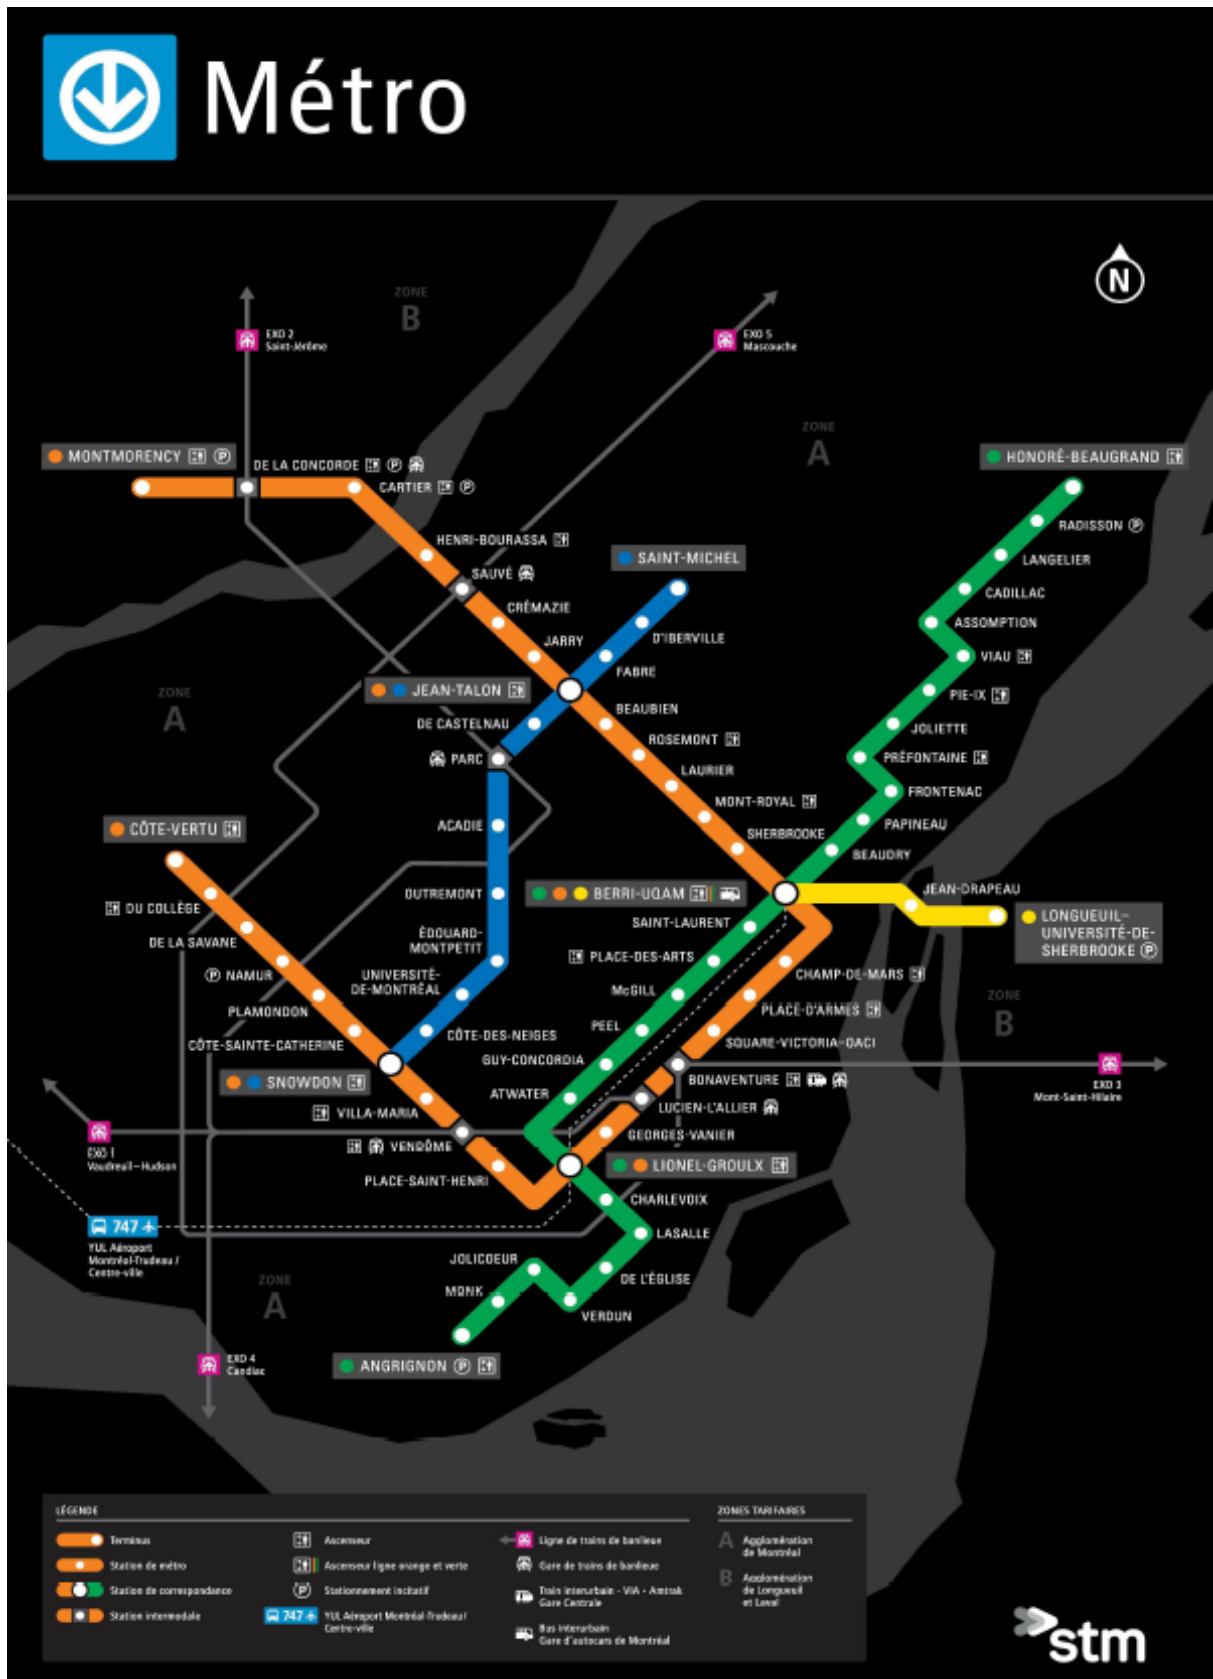 Métro
N
ZONE
B
EXO 2
Saint-Jérôme
EXO 5
Mascouche
ZONE
A
MONTMORENCY P
DE LA CONCORDE P
CARTIER P
HONORÉ-BEAUGRAND
RADISSON P
HENRI-BOURASSA
LANGELIER
SAINT-MICHEL
SAUVÉ
CADILLAC
CRÉMAZIE
ASSOMPTION
D'IBERVILLE
JARRY
VIAU
FABRE
ZONE
A
JEAN-TALON
PIE-IX
BEAUBIEN
DE CASTELNAU
JOLIETTE
ROSEMONT
PARC
PRÉFONTAINE
LAURIER
FRONTENAC
MONT-ROYAL
CÔTE-VERTU
ACADIE
PAPINEAU
SHERBROOKE
BEAUDRY
OUTREMONT
BERRI-UQAM
JEAN-DRAPEAU
DU COLLÈGE
SAINT-LAURENT
LONGUEUIL–
UNIVERSITÉ-DE-
SHERBROOKE P
DE LA SAVANE
ÉDOUARD-
MONTPETIT
PLACE-DES-ARTS
P NAMUR
UNIVERSITÉ-
DE-MONTRÉAL
CHAMP-DE-MARS
McGILL
ZONE
B
PLAMONDON
PLACE-D'ARMES
PEEL
CÔTE-SAINTE-CATHERINE
CÔTE-DES-NEIGES
SQUARE-VICTORIA–OACI
GUY-CONCORDIA
SNOWDON
BONAVENTURE
EXO 3
Mont-Saint-Hilaire
ATWATER
VILLA-MARIA
LUCIEN-L'ALLIER
GEORGES-VANIER
VENDÔME
EXO 1
Vaudreuil–Hudson
PLACE-SAINT-HENRI
LIONEL-GROULX
CHARLEVOIX
747
YUL Aéroport
Montréal-Trudeau /
Centre-ville
LASALLE
JOLICOEUR
DE L'ÉGLISE
ZONE
A
MONK
VERDUN
EXO 4
Candiac
ANGRIGNON P
LÉGENDE
Terminus
Station de métro
Station de correspondance
Station intermodale
Ascenseur
Ascenseur ligne orange et verte
P Stationnement incitatif
747 YUL Aéroport Montréal-Trudeau /
Centre-ville
Ligne de trains de banlieue
Gare de trains de banlieue
Train interurbain - VIA - Amtrak
Gare Centrale
Bus interurbain
Gare d'autocars de Montréal
ZONES TARIFAIRES
A Agglomération
de Montréal
B Agglomération
de Longueuil
et Laval
stm